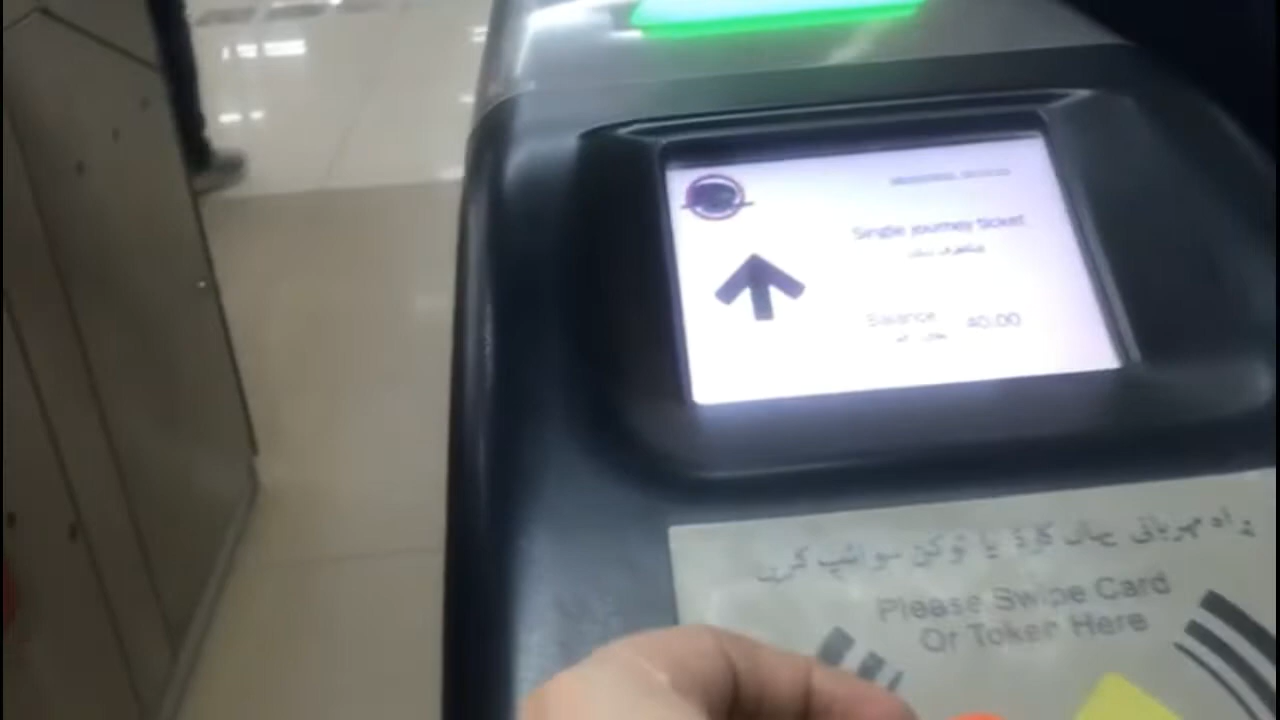 Single journey ticket
Balance 40.00
براہ مہربانی یہاں کارڈ یا ٹوکن سوائپ کریں
Please Swipe Card
Or Token Here